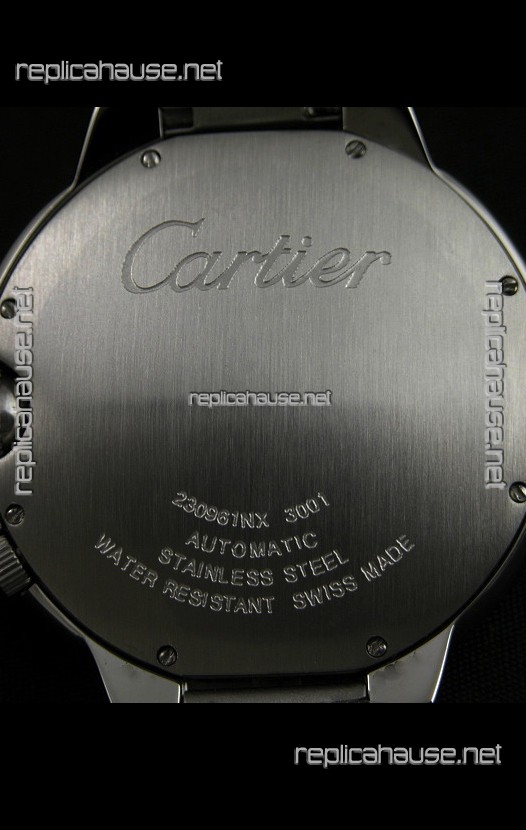 replicahause.net
Cartier
replicahause.net
replicahause.net
replicahause.net
230961NX 3001
AUTOMATIC
STAINLESS STEEL
WATER RESISTANT SWISS MADE
replicahause.net